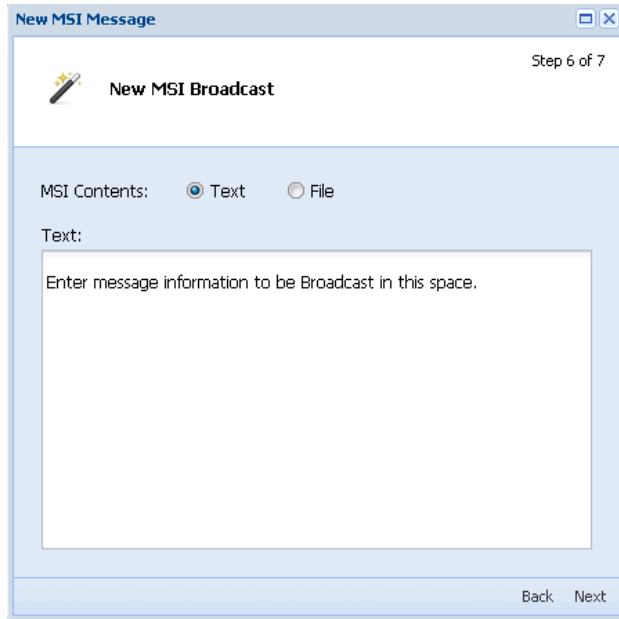 New MSI Message
Step 6 of 7
New MSI Broadcast
MSI Contents: Text File
Text:
Enter message information to be Broadcast in this space.
Back Next